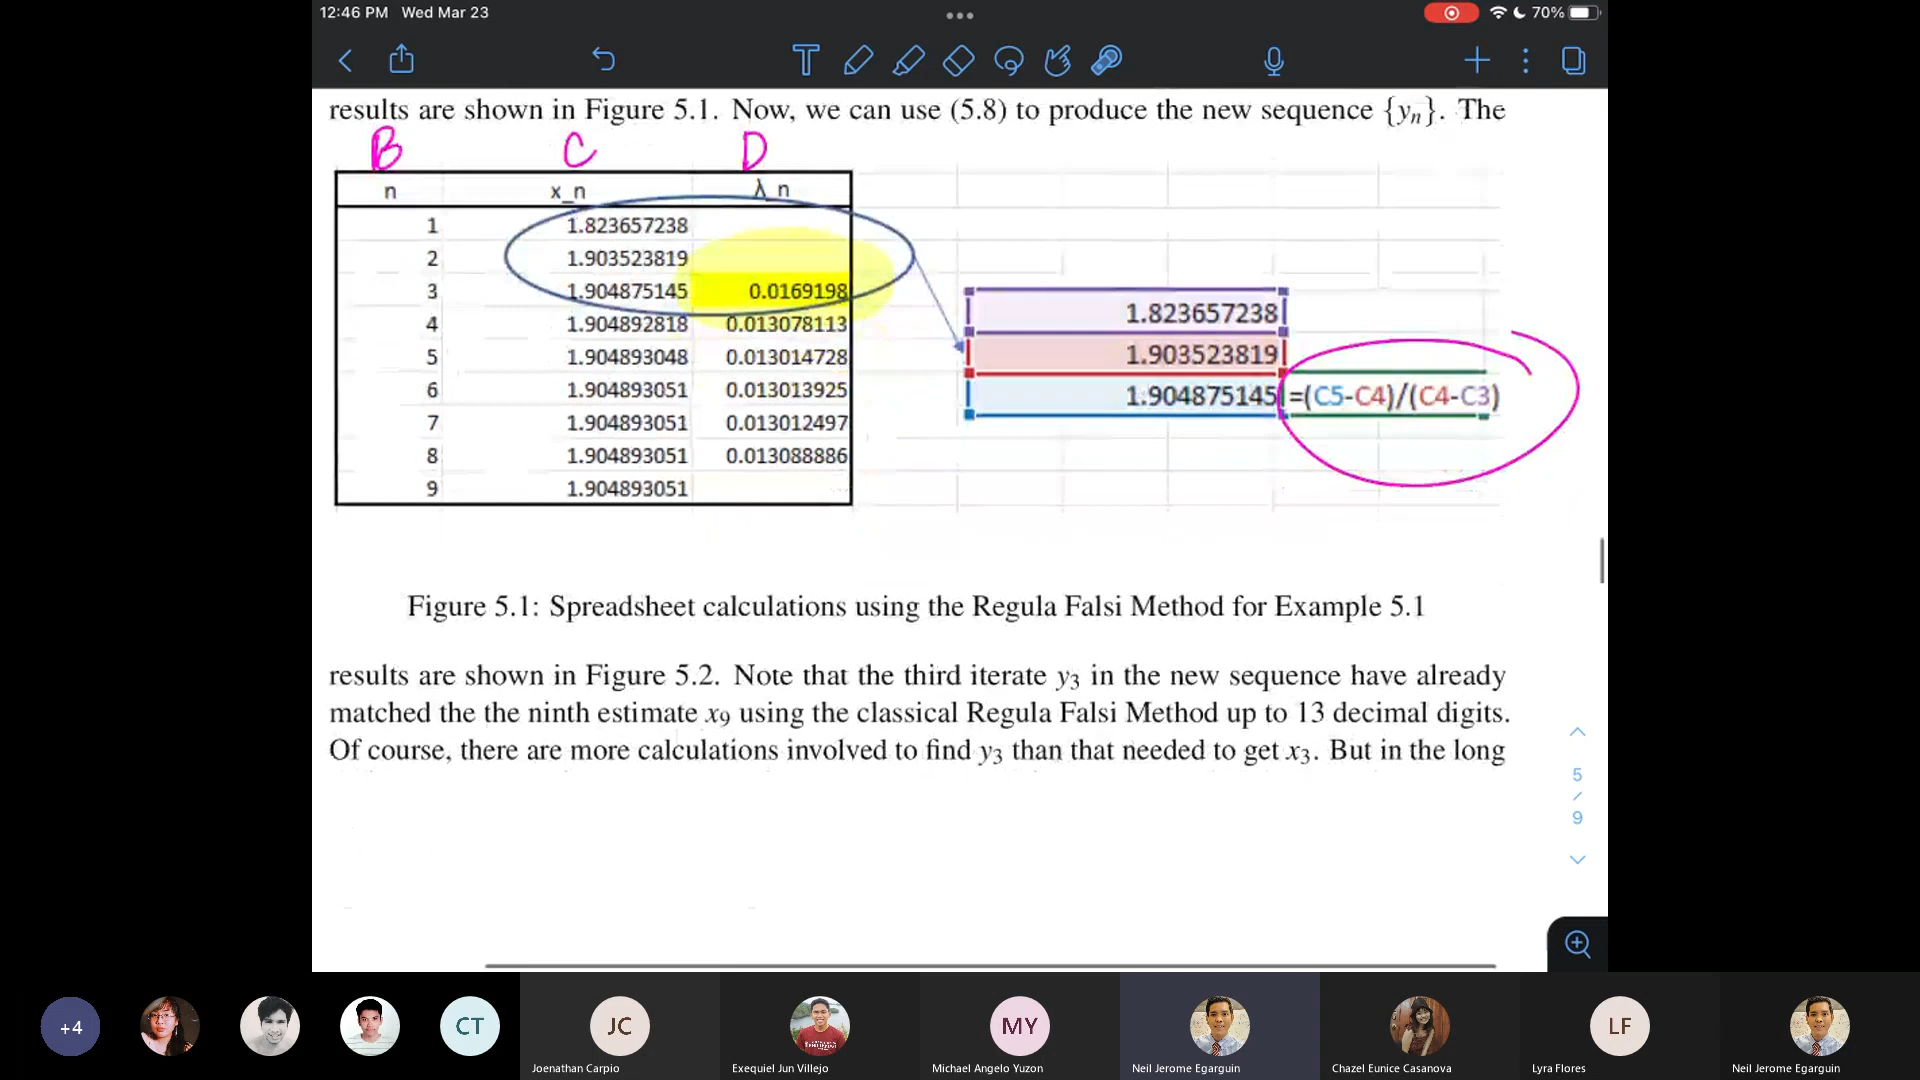 12:46 PM Wed Mar 23
70%
results are shown in Figure 5.1. Now, we can use (5.8) to produce the new sequence {yₙ}. The
B C D
n x_n λ_n
1 1.823657238
2 1.903523819
3 1.904875145 0.0169198
4 1.904892818 0.013078113
5 1.904893048 0.013014728
6 1.904893051 0.013013925
7 1.904893051 0.013012497
8 1.904893051 0.013088886
9 1.904893051
1.823657238
1.903523819
1.904875145 =(C5-C4)/(C4-C3)
Figure 5.1: Spreadsheet calculations using the Regula Falsi Method for Example 5.1
results are shown in Figure 5.2. Note that the third iterate y₃ in the new sequence have already
matched the the ninth estimate x₉ using the classical Regula Falsi Method up to 13 decimal digits.
Of course, there are more calculations involved to find y₃ than that needed to get x₃. But in the long
5
/
9
+4
CT
JC
MY
LF
Joenathan Carpio
Exequiel Jun Villejo
Michael Angelo Yuzon
Neil Jerome Egarguin
Chazel Eunice Casanova
Lyra Flores
Neil Jerome Egarguin